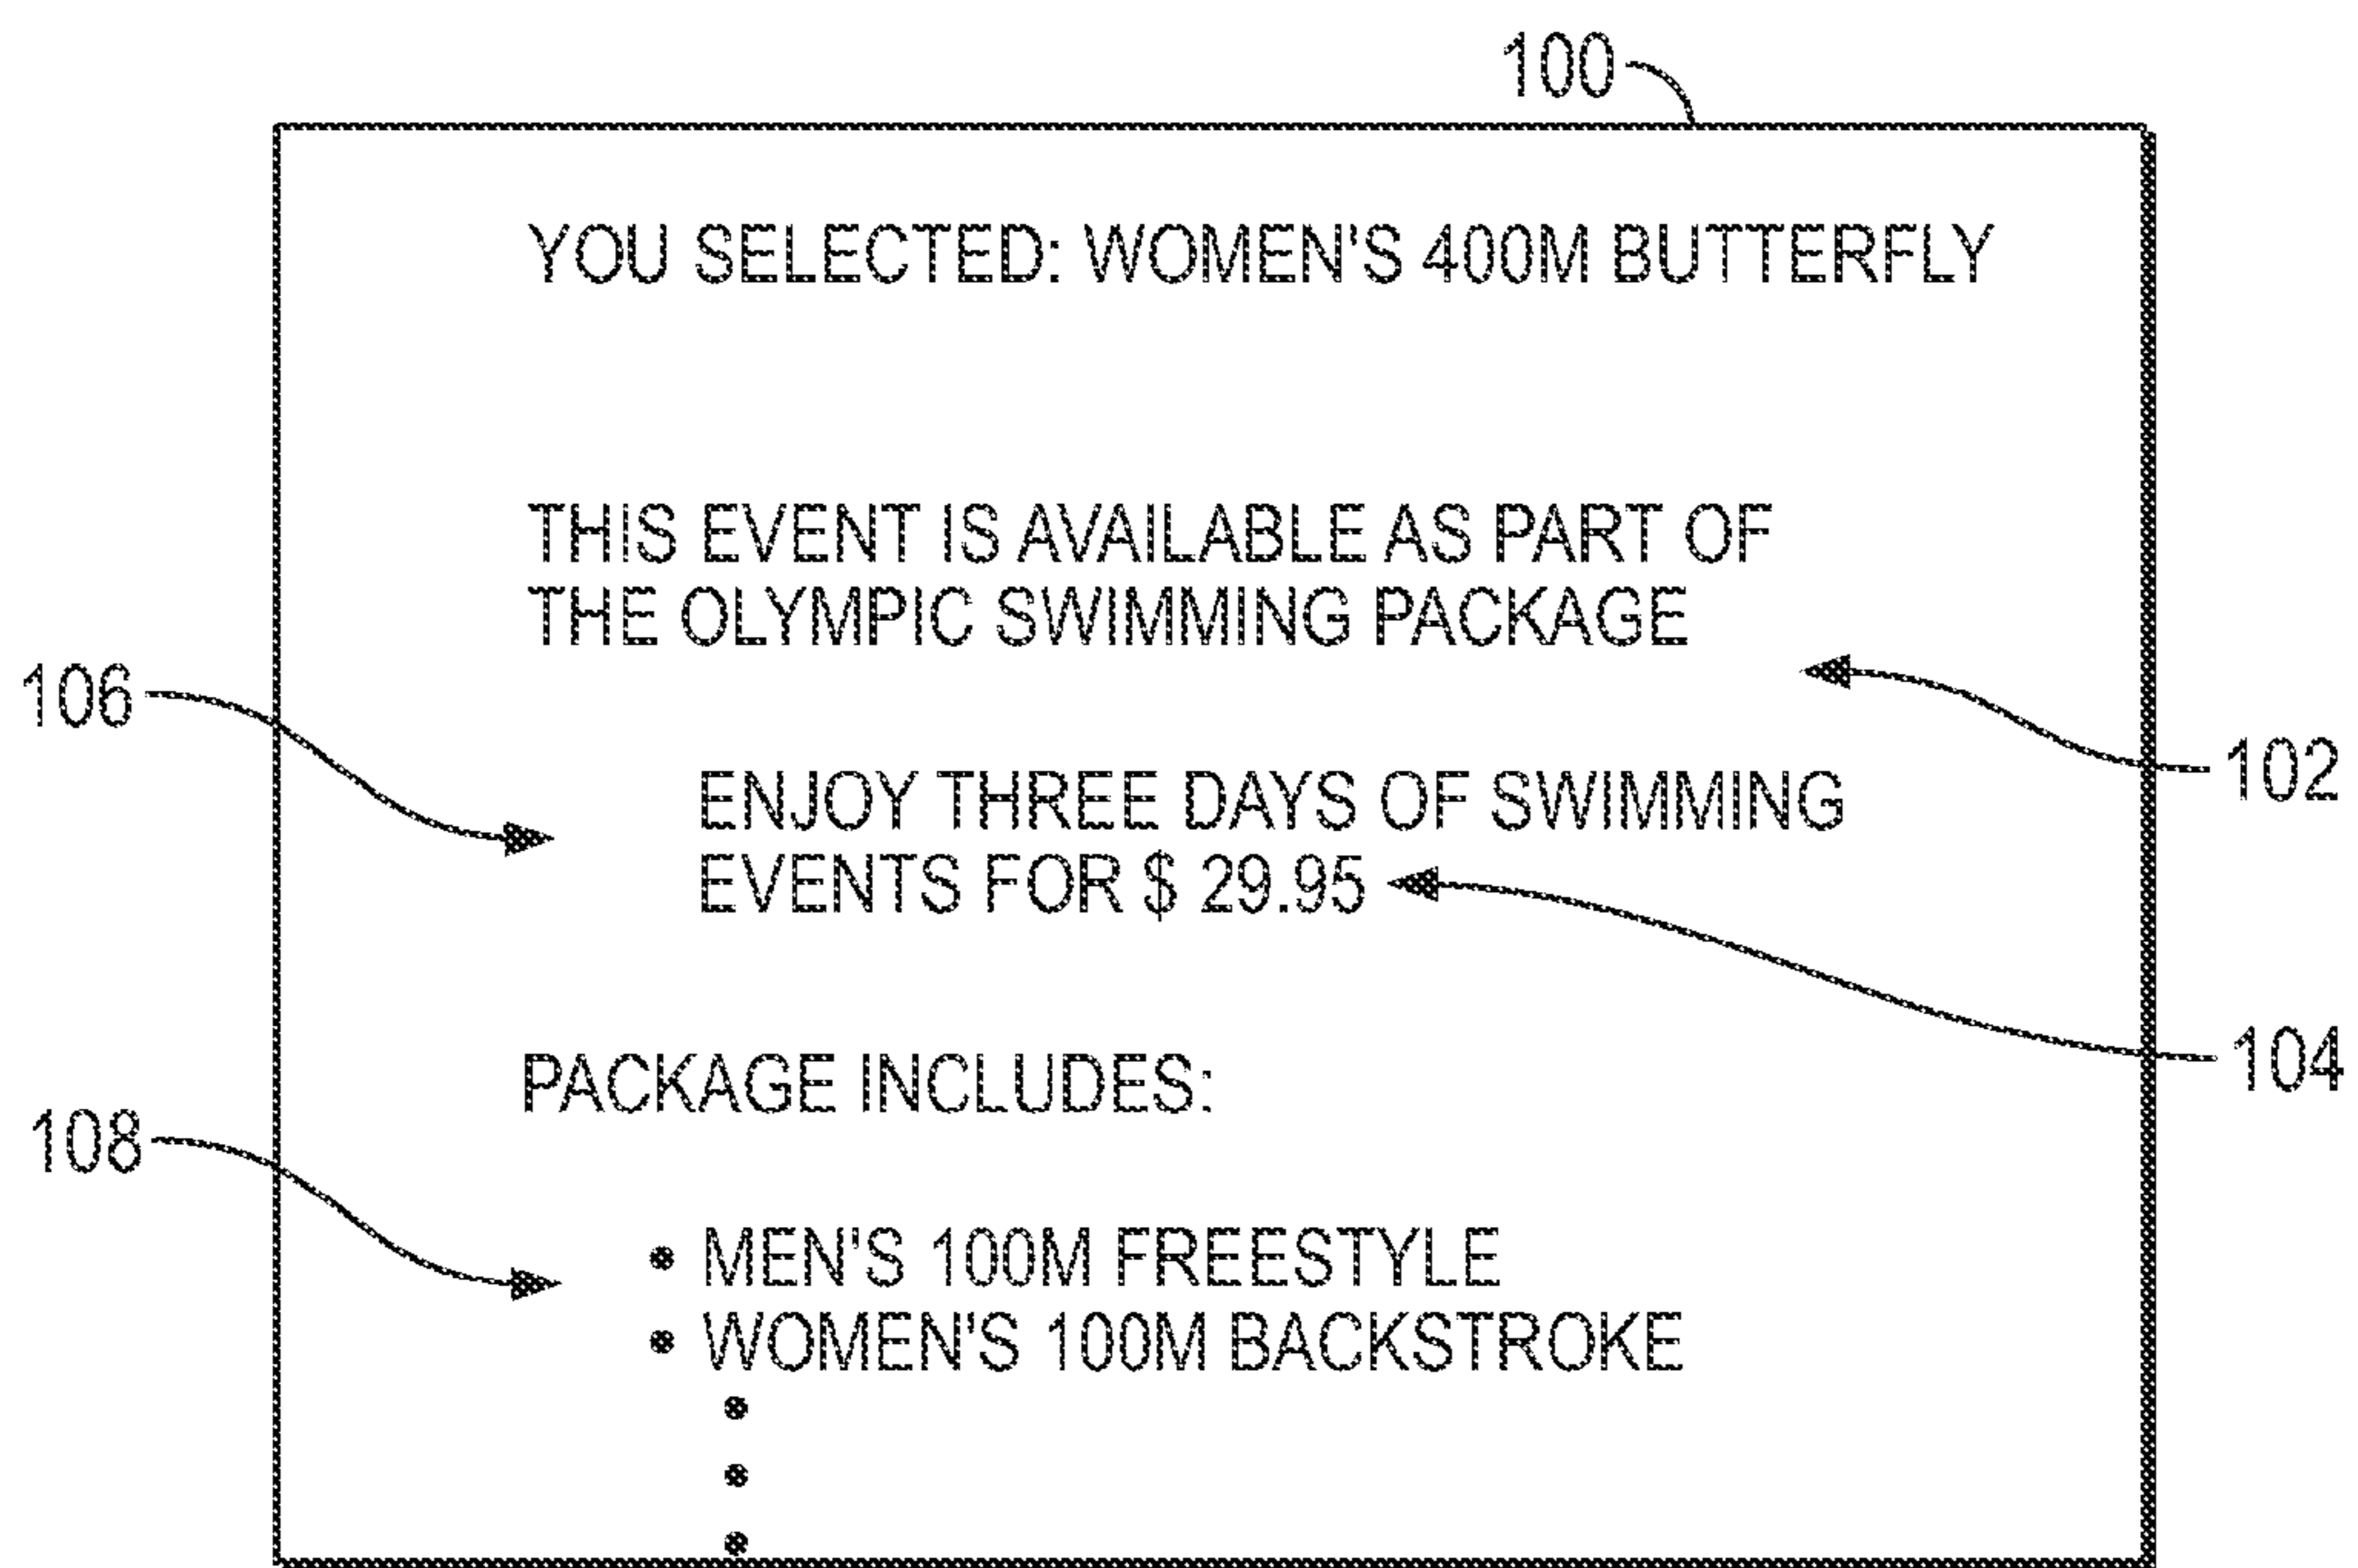 100
YOU SELECTED: WOMEN'S 400M BUTTERFLY
THIS EVENT IS AVAILABLE AS PART OF
THE OLYMPIC SWIMMING PACKAGE
106
102
ENJOY THREE DAYS OF SWIMMING
EVENTS FOR $ 29.95
104
PACKAGE INCLUDES:
108
• MEN'S 100M FREESTYLE
• WOMEN'S 100M BACKSTROKE
•
•
•